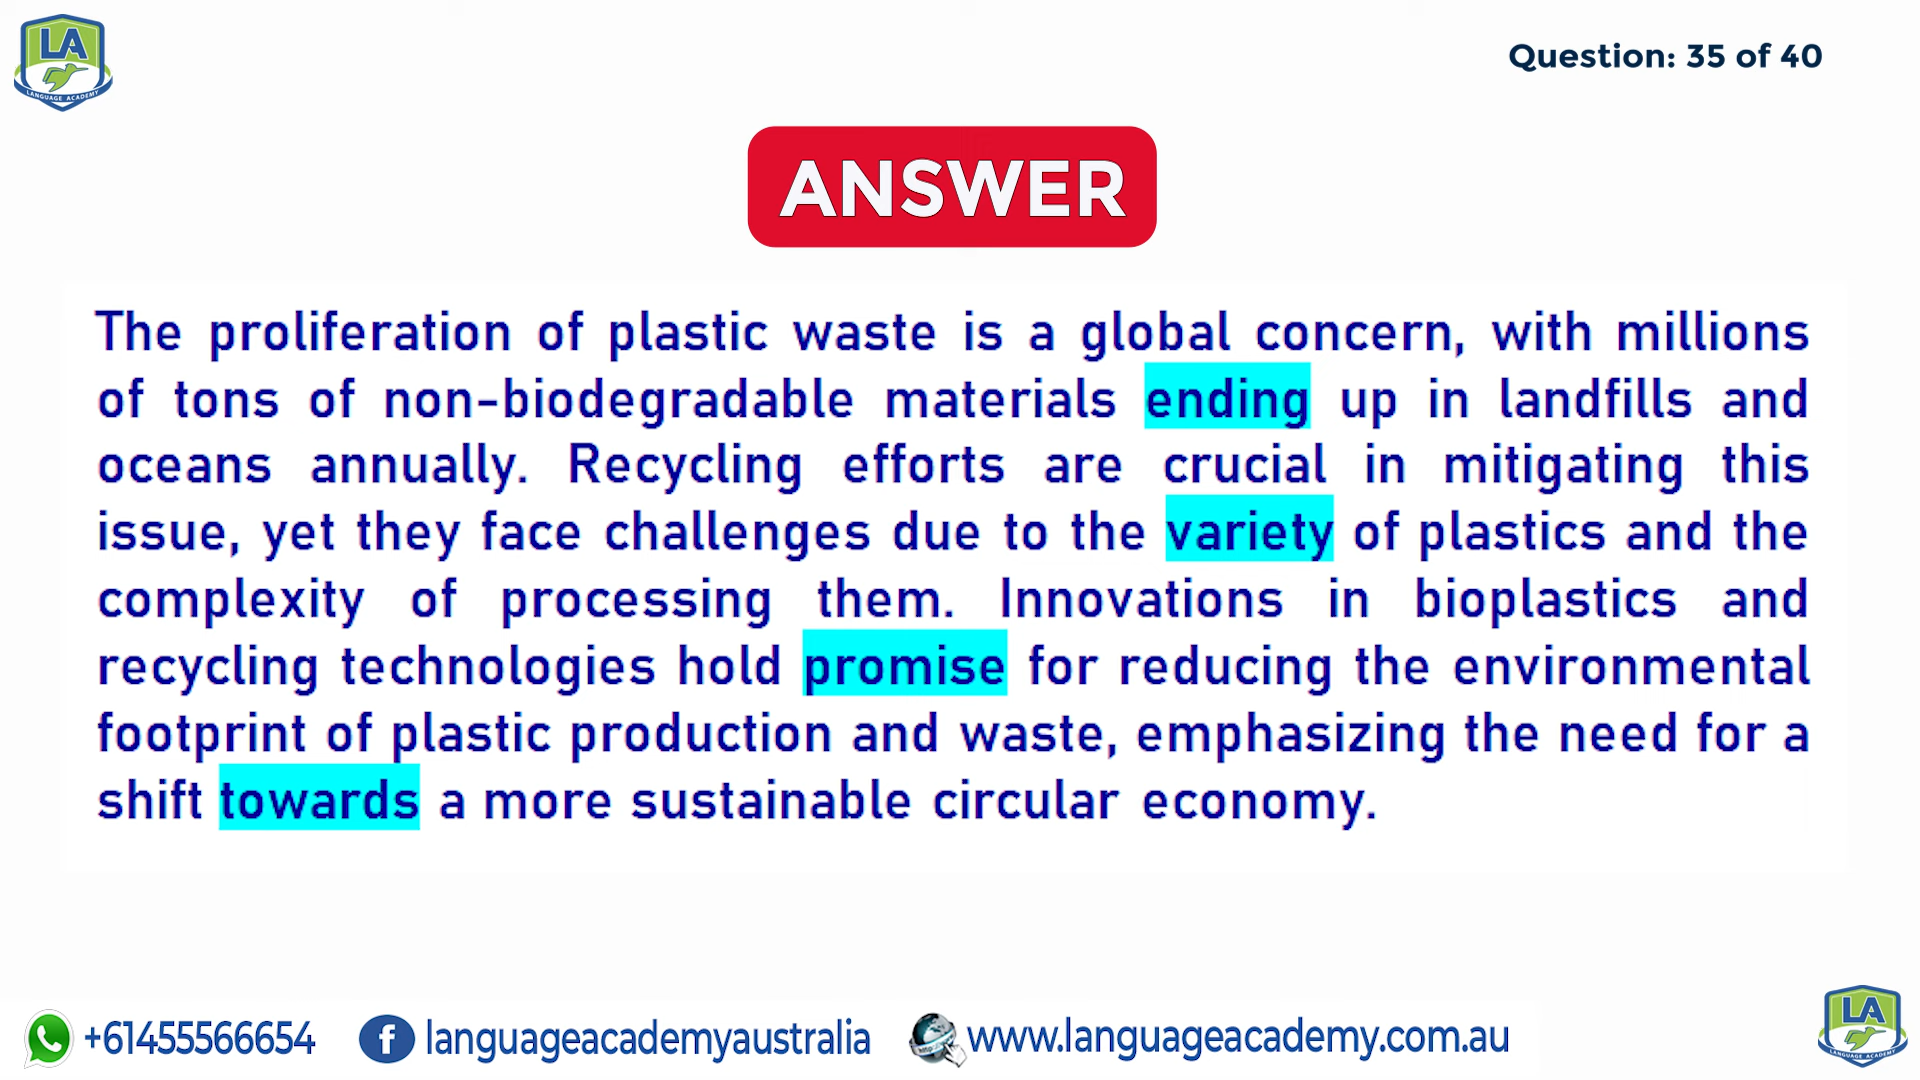 LA
LANGUAGE ACADEMY
Question: 35 of 40
ANSWER
The proliferation of plastic waste is a global concern, with millions
of tons of non-biodegradable materials ending up in landfills and
oceans annually. Recycling efforts are crucial in mitigating this
issue, yet they face challenges due to the variety of plastics and the
complexity of processing them. Innovations in bioplastics and
recycling technologies hold promise for reducing the environmental
footprint of plastic production and waste, emphasizing the need for a
shift towards a more sustainable circular economy.
+61455566654
f
languageacademyaustralia
www.languageacademy.com.au
LA
LANGUAGE ACADEMY